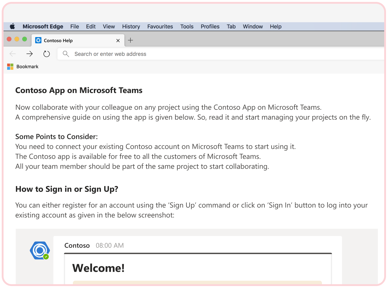 Microsoft Edge File Edit View History Favourites Tools Profiles Tab Window Help
Contoso Help
Search or enter web address
Bookmark
Contoso App on Microsoft Teams
Now collaborate with your colleague on any project using the Contoso App on Microsoft Teams.
A comprehensive guide on using the app is given below. So, read it and start managing your projects on the fly.
Some Points to Consider:
You need to connect your existing Contoso account on Microsoft Teams to start using it.
The Contoso app is available for free to all the customers of Microsoft Teams.
All your team member should be part of the same project to start collaborating.
How to Sign in or Sign Up?
You can either register for an account using the ‘Sign Up’ command or click on ‘Sign In’ button to log into your
existing account as given in the below screenshot:
Contoso 08:00 AM
Welcome!